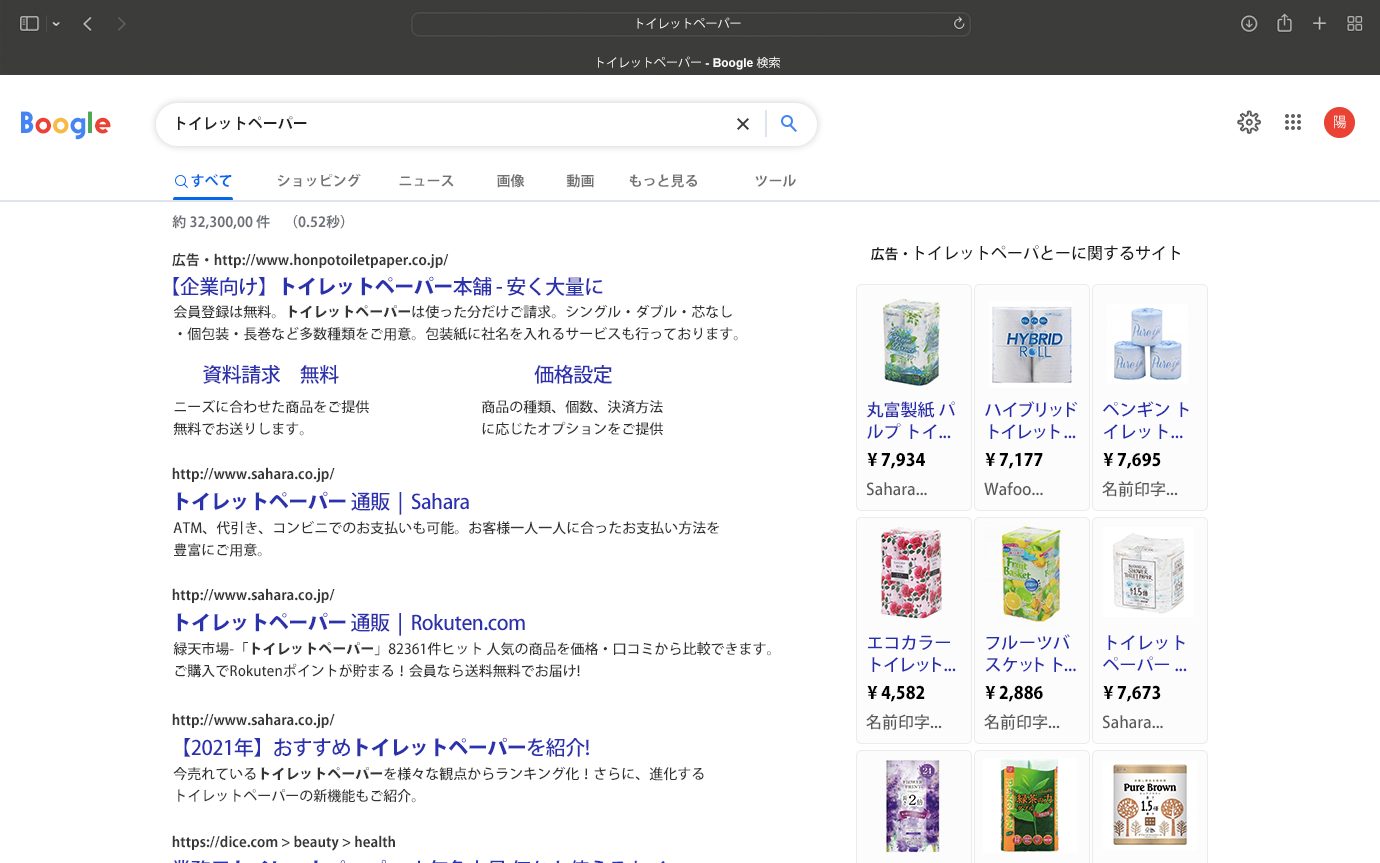 トイレットペーパー
トイレットペーパー - Boogle 検索
Boogle
トイレットペーパー
陽
すべて ショッピング ニュース 画像 動画 もっと見る ツール
約 32,300,00 件 （0.52秒）
広告・http://www.honpotoiletpaper.co.jp/
【企業向け】トイレットペーパー本舗 - 安く大量に
会員登録は無料。トイレットペーパーは使った分だけご請求。シングル・ダブル・芯なし
・個包装・長巻など多数種類をご用意。包装紙に社名を入れるサービスも行っております。
資料請求 無料
ニーズに合わせた商品をご提供
無料でお送りします。
価格設定
商品の種類、個数、決済方法
に応じたオプションをご提供
http://www.sahara.co.jp/
トイレットペーパー 通販｜Sahara
ATM、代引き、コンビニでのお支払いも可能。お客様一人一人に合ったお支払い方法を
豊富にご用意。
http://www.sahara.co.jp/
トイレットペーパー 通販｜Rokuten.com
緑天市場-「トイレットペーパー」82361件ヒット 人気の商品を価格・口コミから比較できます。
ご購入でRokutenポイントが貯まる！会員なら送料無料でお届け!
http://www.sahara.co.jp/
【2021年】おすすめトイレットペーパーを紹介!
今売れているトイレットペーパーを様々な観点からランキング化！さらに、進化する
トイレットペーパーの新機能もご紹介。
https://dice.com > beauty > health
広告・トイレットペーパとーに関するサイト
丸富製紙 パ
ルプ トイ...
¥ 7,934
Sahara...
HYBRID
ROLL
ハイブリッド
トイレット...
¥ 7,177
Wafoo...
ペンギン ト
イレット...
¥ 7,695
名前印字...
エコカラー
トイレット...
¥ 4,582
名前印字...
Fruit
Basket
フルーツバ
スケット ト...
¥ 2,886
名前印字...
SHOWER
TOILET PAPER
1.5倍
トイレット
ペーパー ...
¥ 7,673
Sahara...
21
FLOWER
PRINT
2倍
Pure Brown
1.5倍